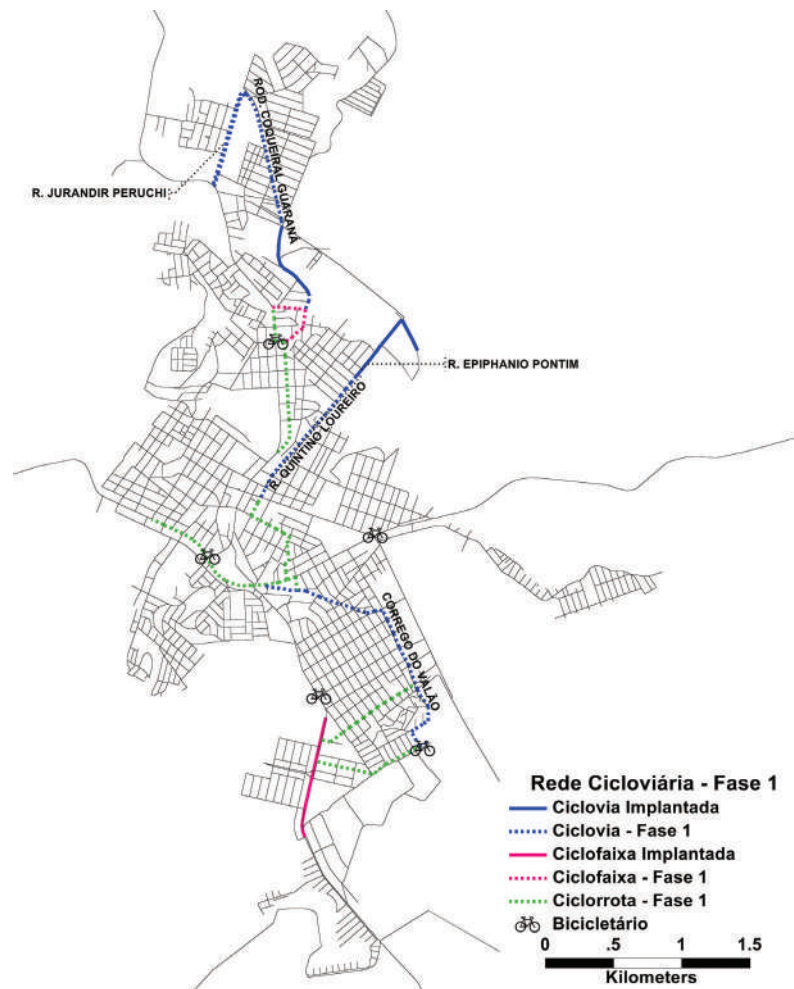 ROD. COQUEIRAL GUARANÁ
R. JURANDIR PERUCHI
R. EPIPHANIO PONTIM
R. QUINTINO LOUREIRO
CORREGO DO VALÃO
Rede Cicloviária - Fase 1
Ciclovia Implantada
Ciclovia - Fase 1
Ciclofaixa Implantada
Ciclofaixa - Fase 1
Ciclorrota - Fase 1
Bicicletário
0 .5 1 1.5
Kilometers